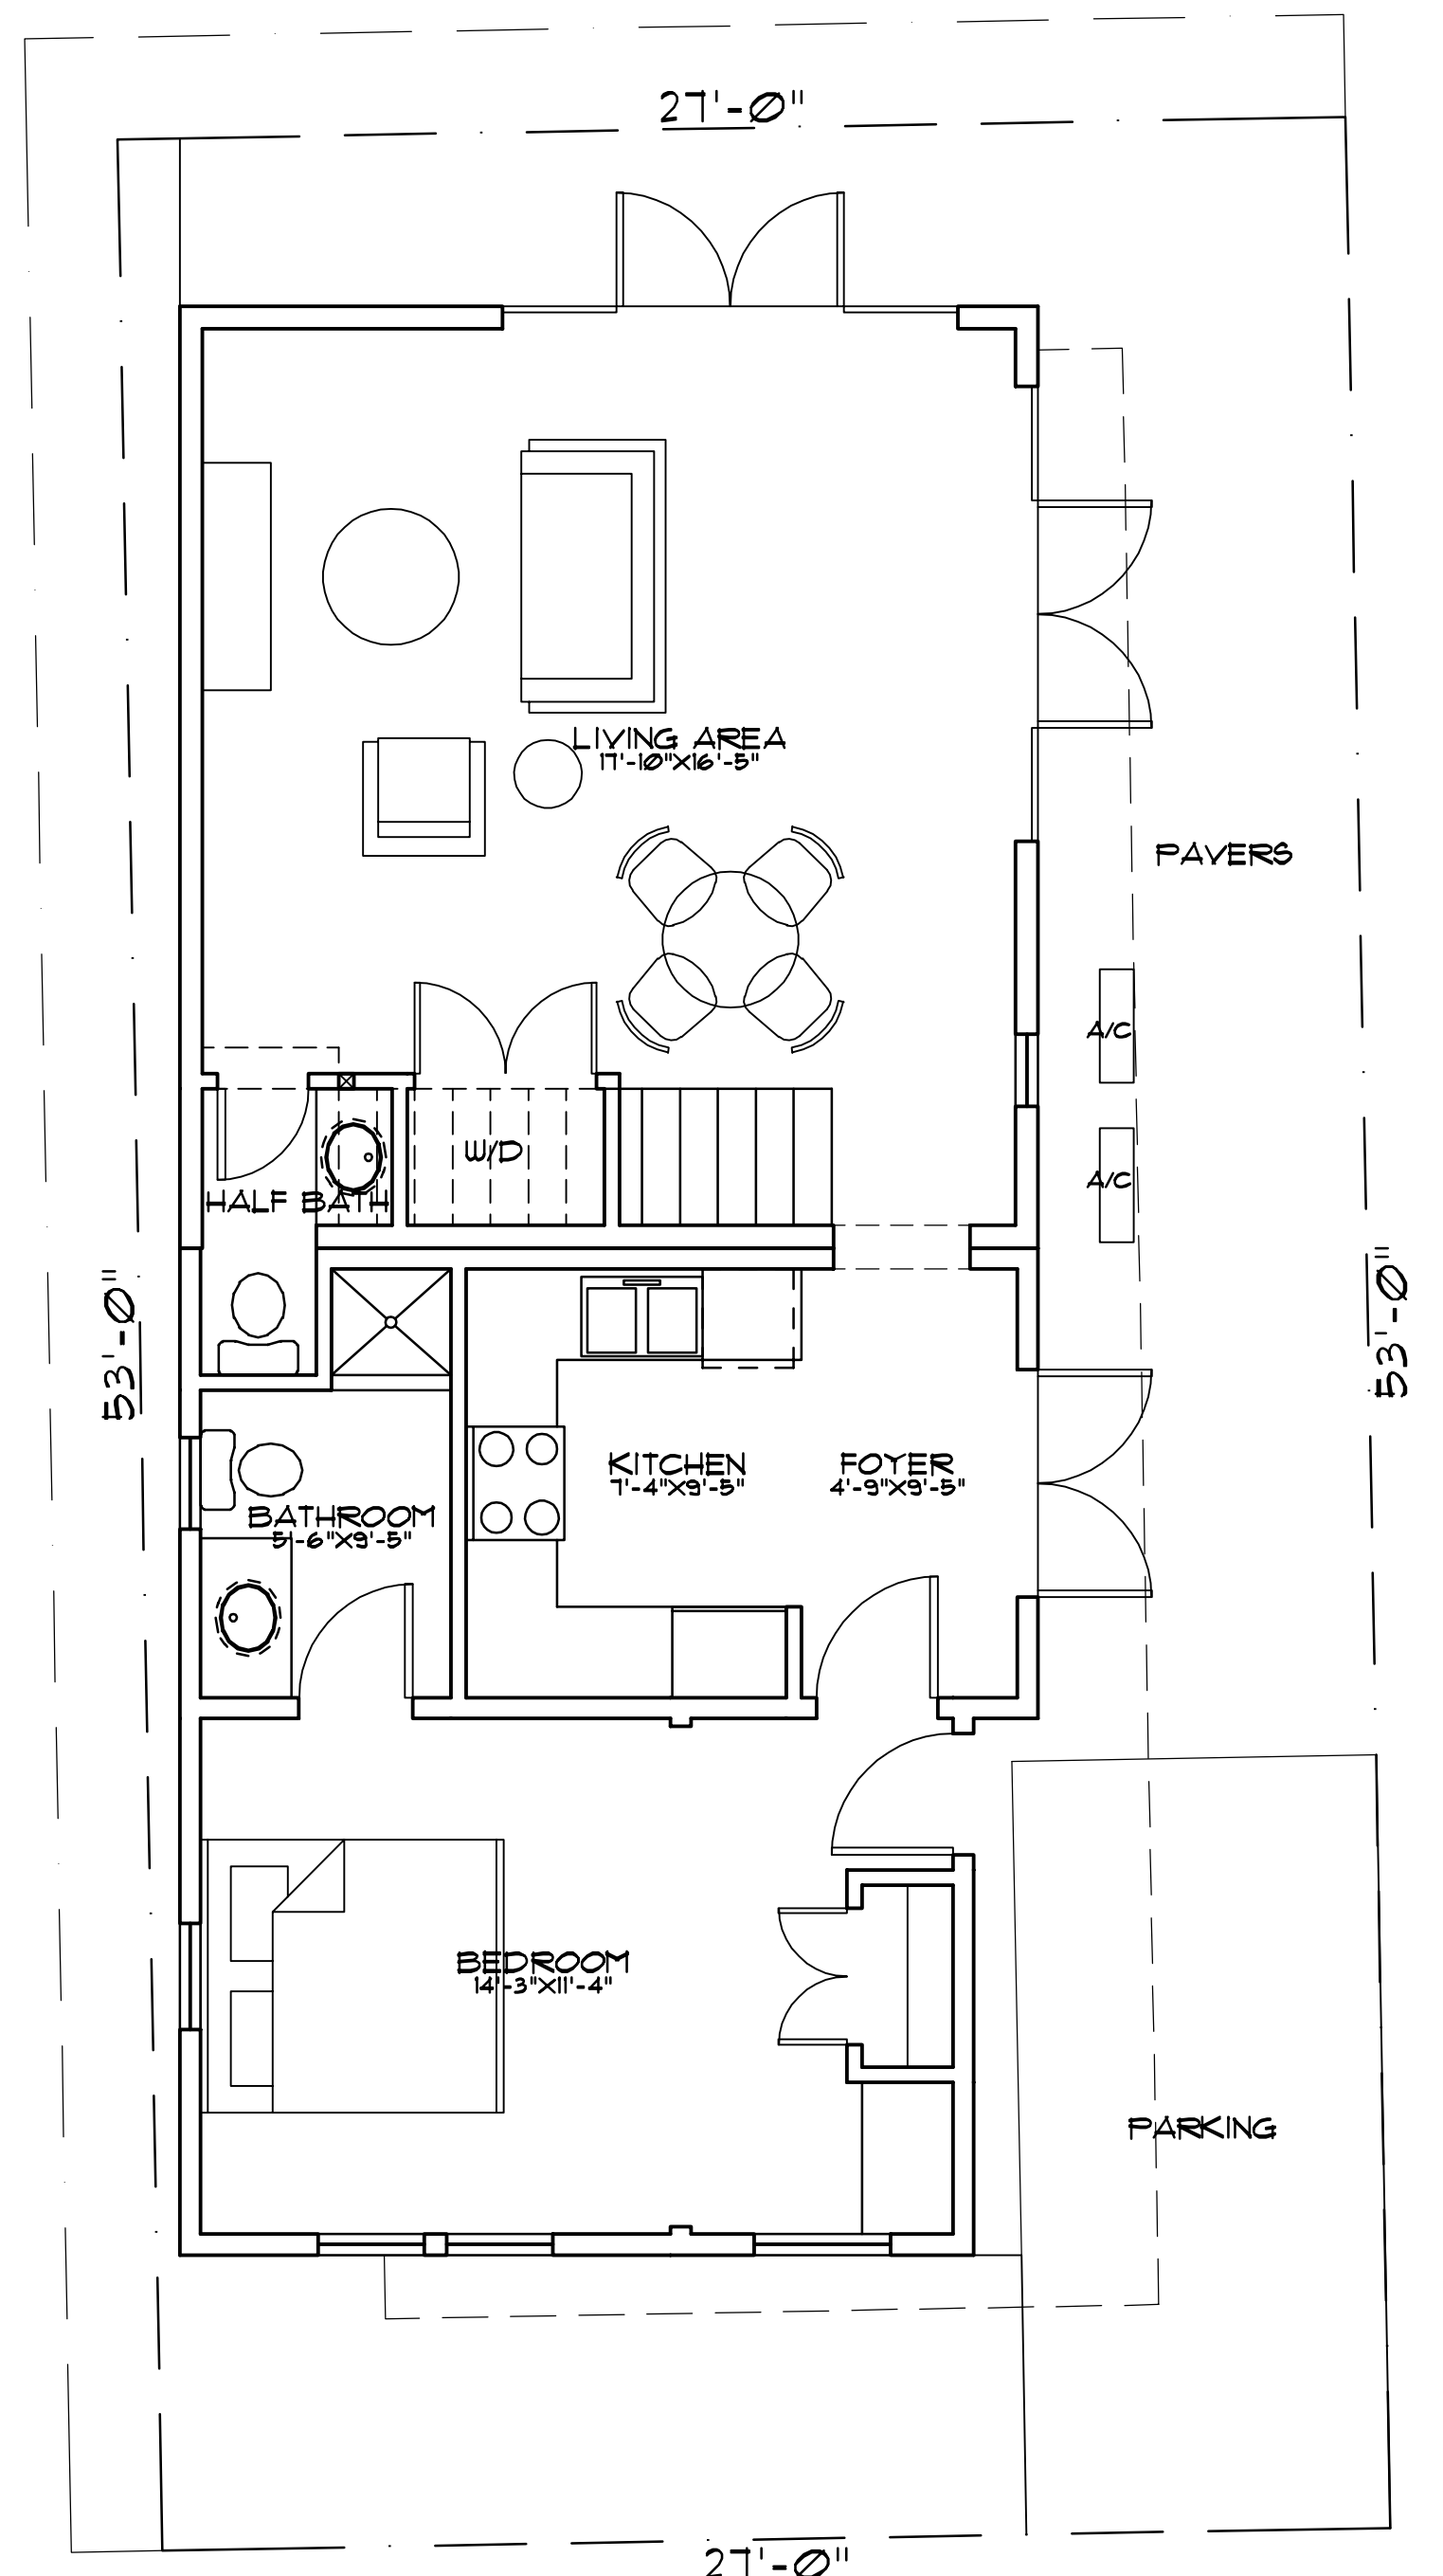 27'-0"
LIVING AREA
17'-10"X16'-5"
PAVERS
A/C
W/D
A/C
HALF BATH
53'-0"
53'-0"
KITCHEN
7'-4"X9'-5"
FOYER
4'-9"X9'-5"
BATHROOM
5'-6"X9'-5"
BEDROOM
14'-3"X11'-4"
PARKING
27'-0"